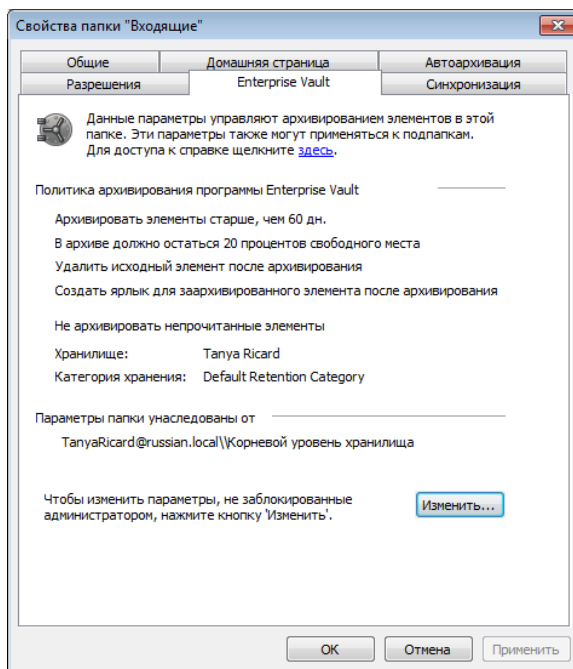 Свойства папки "Входящие"
Общие Домашняя страница Автоархивация
Разрешения Enterprise Vault Синхронизация
Данные параметры управляют архивированием элементов в этой
папке. Эти параметры также могут применяться к подпапкам.
Для доступа к справке щелкните здесь.
Политика архивирования программы Enterprise Vault
Архивировать элементы старше, чем 60 дн.
В архиве должно остаться 20 процентов свободного места
Удалить исходный элемент после архивирования
Создать ярлык для заархивированного элемента после архивирования
Не архивировать непрочитанные элементы
Хранилище: Tanya Ricard
Категория хранения: Default Retention Category
Параметры папки унаследованы от
TanyaRicard@russian.local\\Корневой уровень хранилища
Чтобы изменить параметры, не заблокированные
администратором, нажмите кнопку 'Изменить'.
Изменить...
OK Отмена Применить